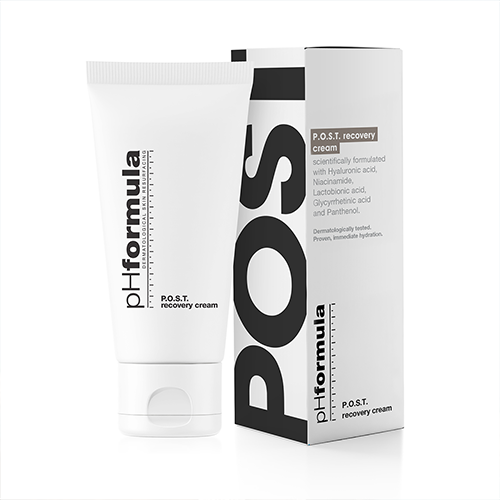 pHformula
DERMATOLOGICAL SKIN RESURFACING
P.O.S.T.
recovery cream
POST
P.O.S.T. recovery
cream
scientifically formulated
with Hyaluronic acid,
Niacinamide,
Lactobionic acid,
Glycyrrhetinic acid
and Panthenol.
Dermatologically tested.
Proven, immediate hydration.
pHformula
P.O.S.T.
recovery cream